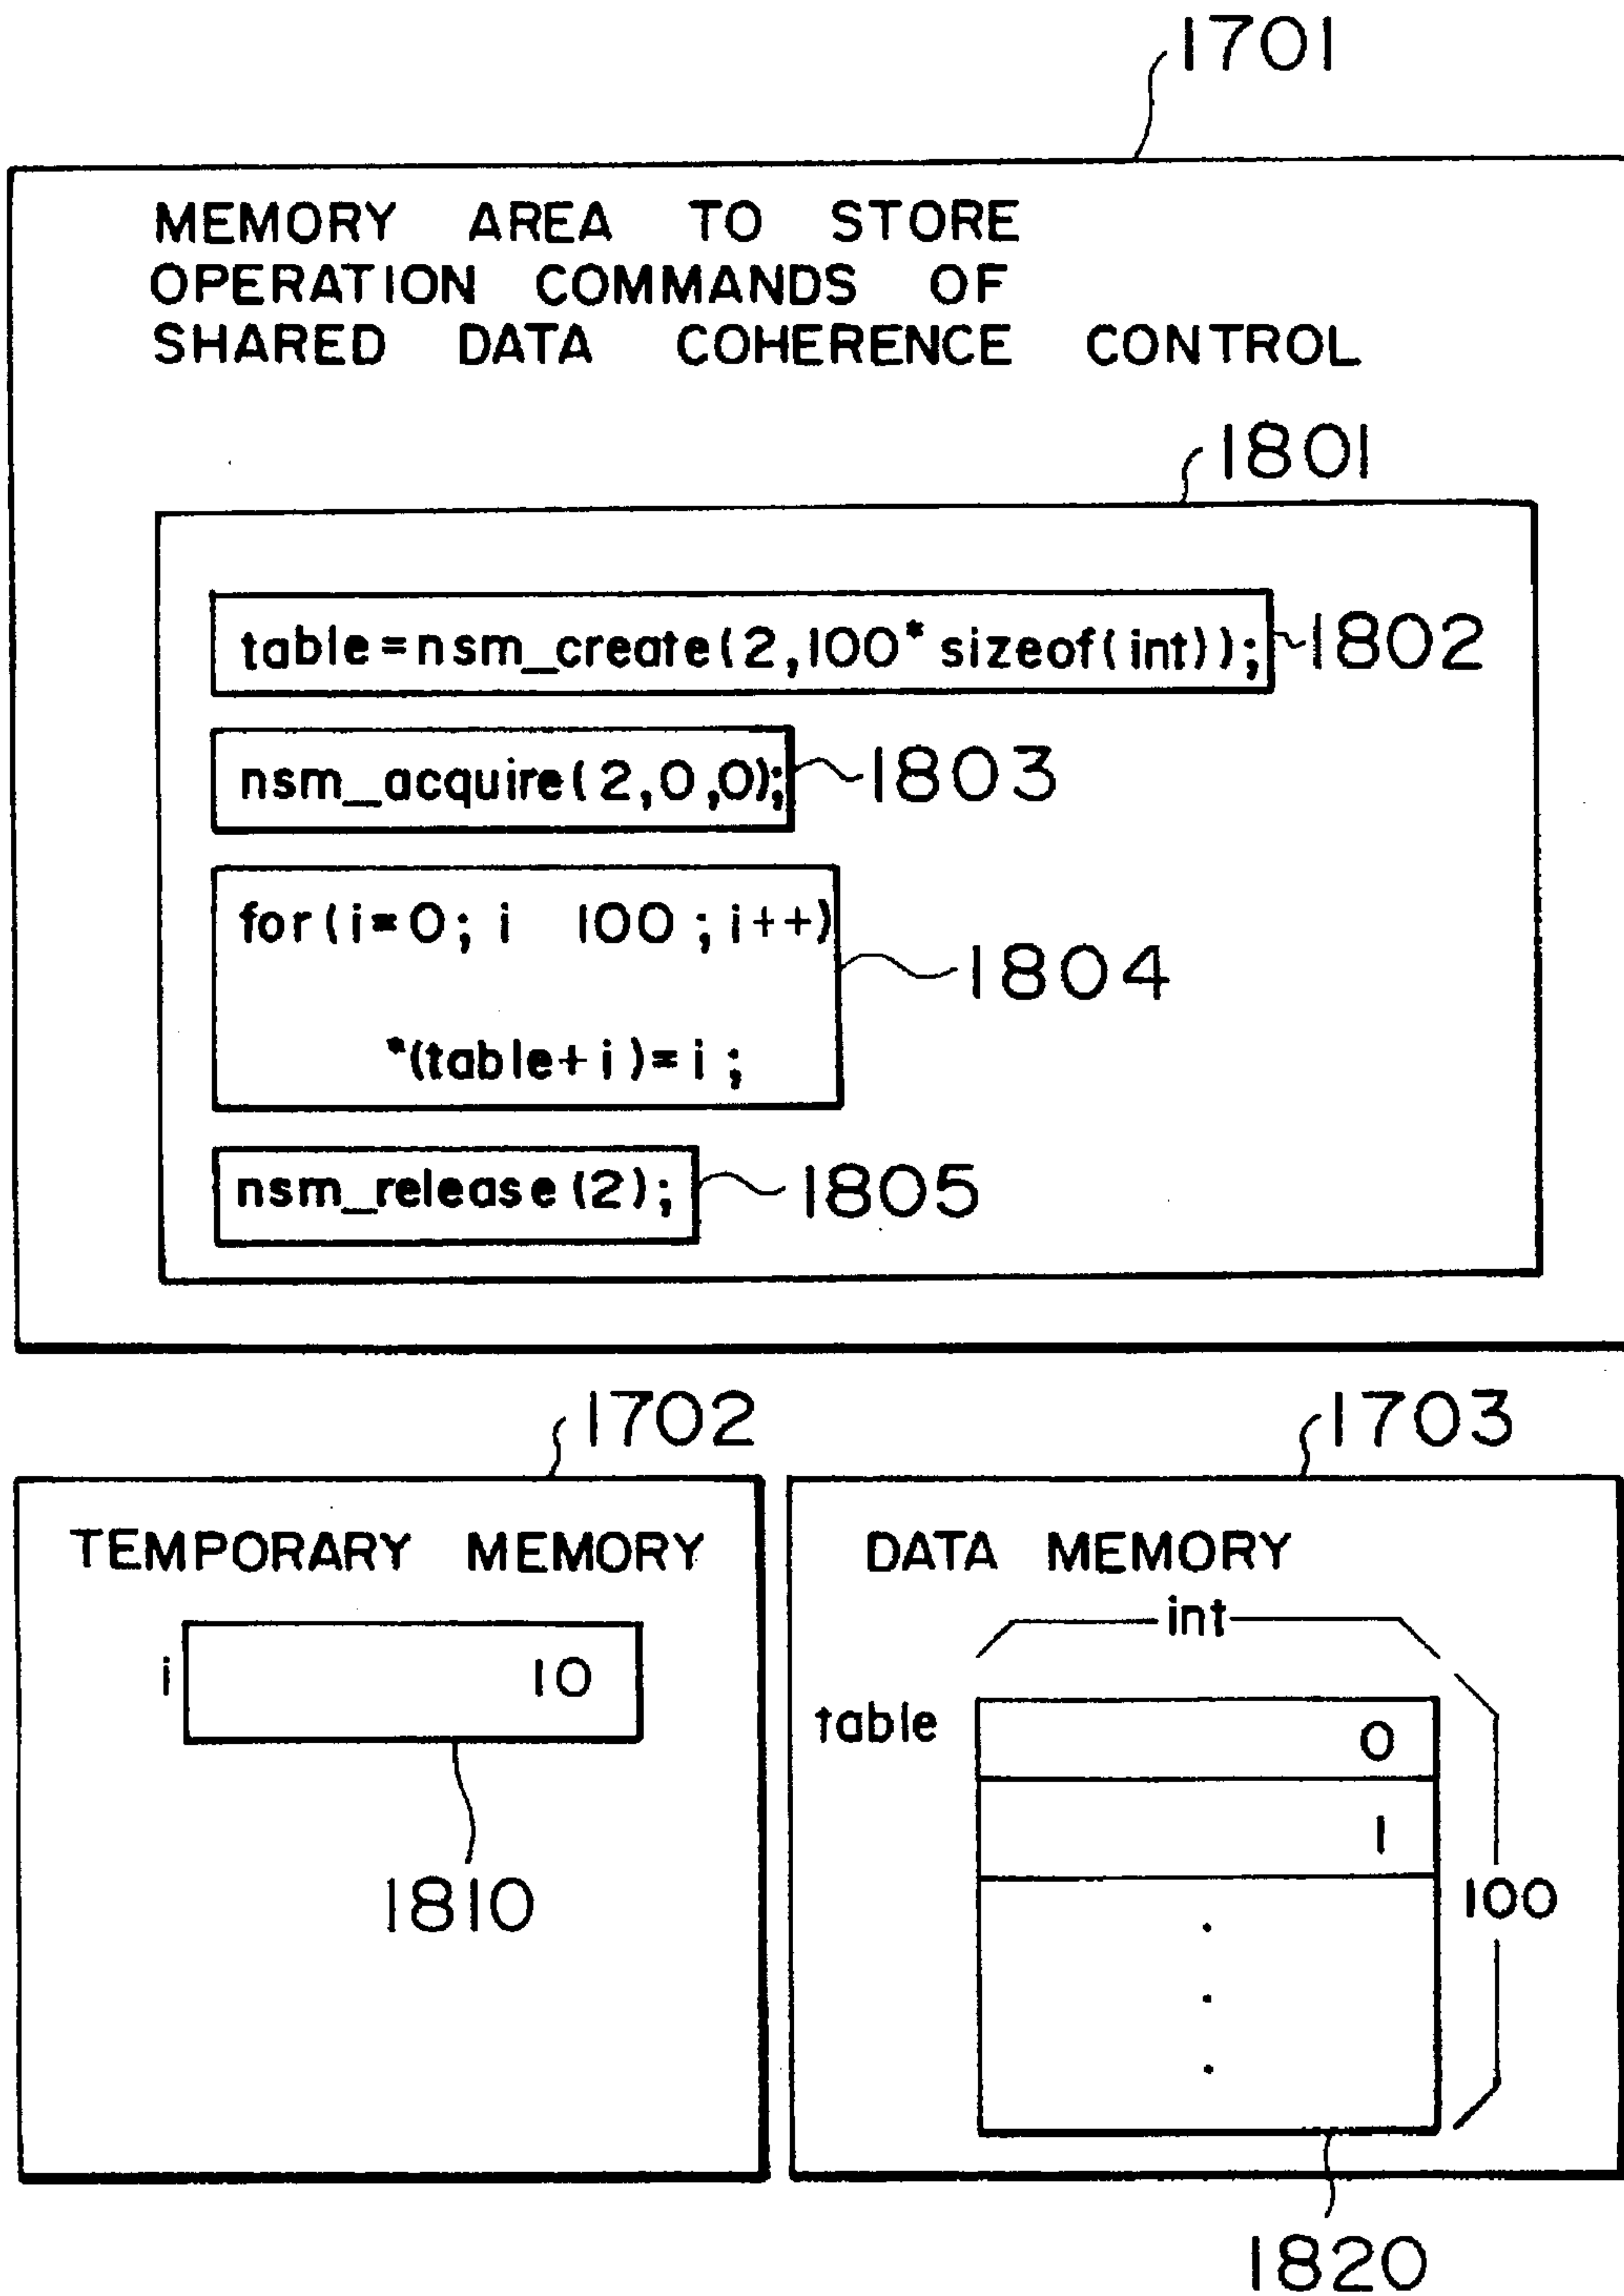 1701
MEMORY AREA TO STORE
OPERATION COMMANDS OF
SHARED DATA COHERENCE CONTROL
1801
table=nsm_create(2,100* sizeof(int));
1802
nsm_acquire(2,0,0);
1803
for(i=0; i 100 ; i++)
1804
*(table+i)=i ;
nsm_release(2);
1805
1702
1703
TEMPORARY MEMORY
i
10
1810
DATA MEMORY
int
table
0
1
.
.
.
100
1820